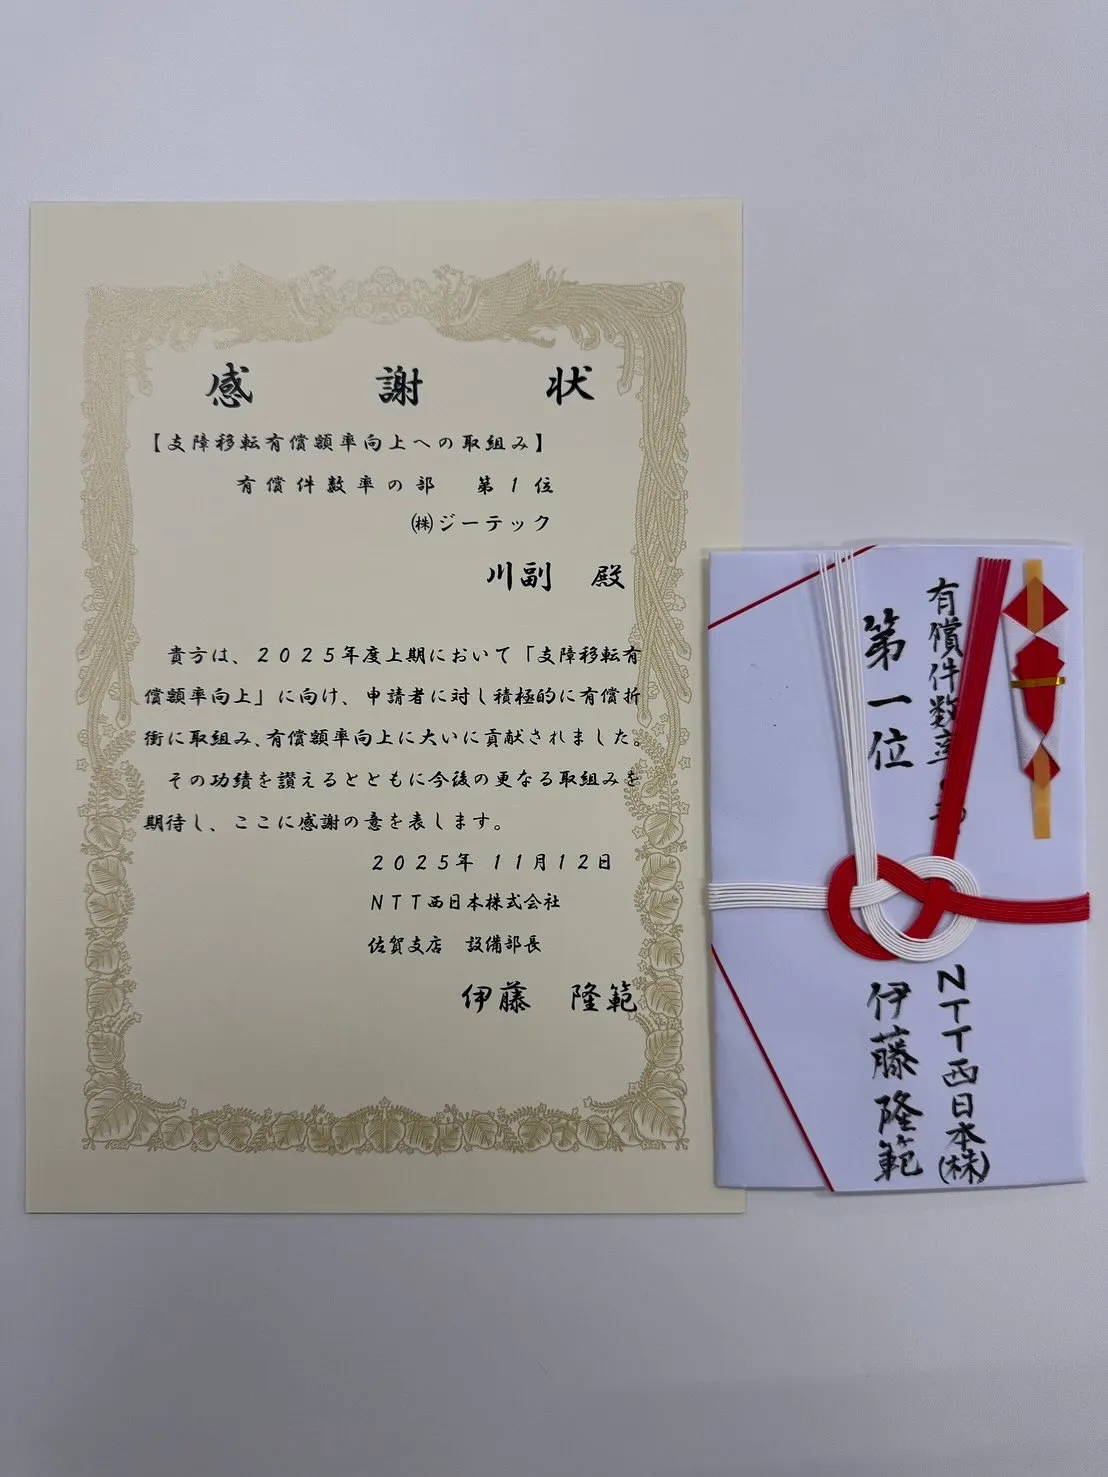 感謝状
【支障移転有償額率向上への取組み】
有償件数率の部 第1位
㈱ジーテック
川副 殿
貴方は、2025年度上期において「支障移転有
償額率向上」に向け、申請者に対し積極的に有償折
衝に取組み、有償額率向上に大いに貢献されました。
その功績を讃えるとともに今後の更なる取組みを
期待し、ここに感謝の意を表します。
2025年 11月12日
NTT西日本株式会社
佐賀支店 設備部長
伊藤 隆範
有償件数率
第一位
NTT西日本(株)
伊藤 隆範